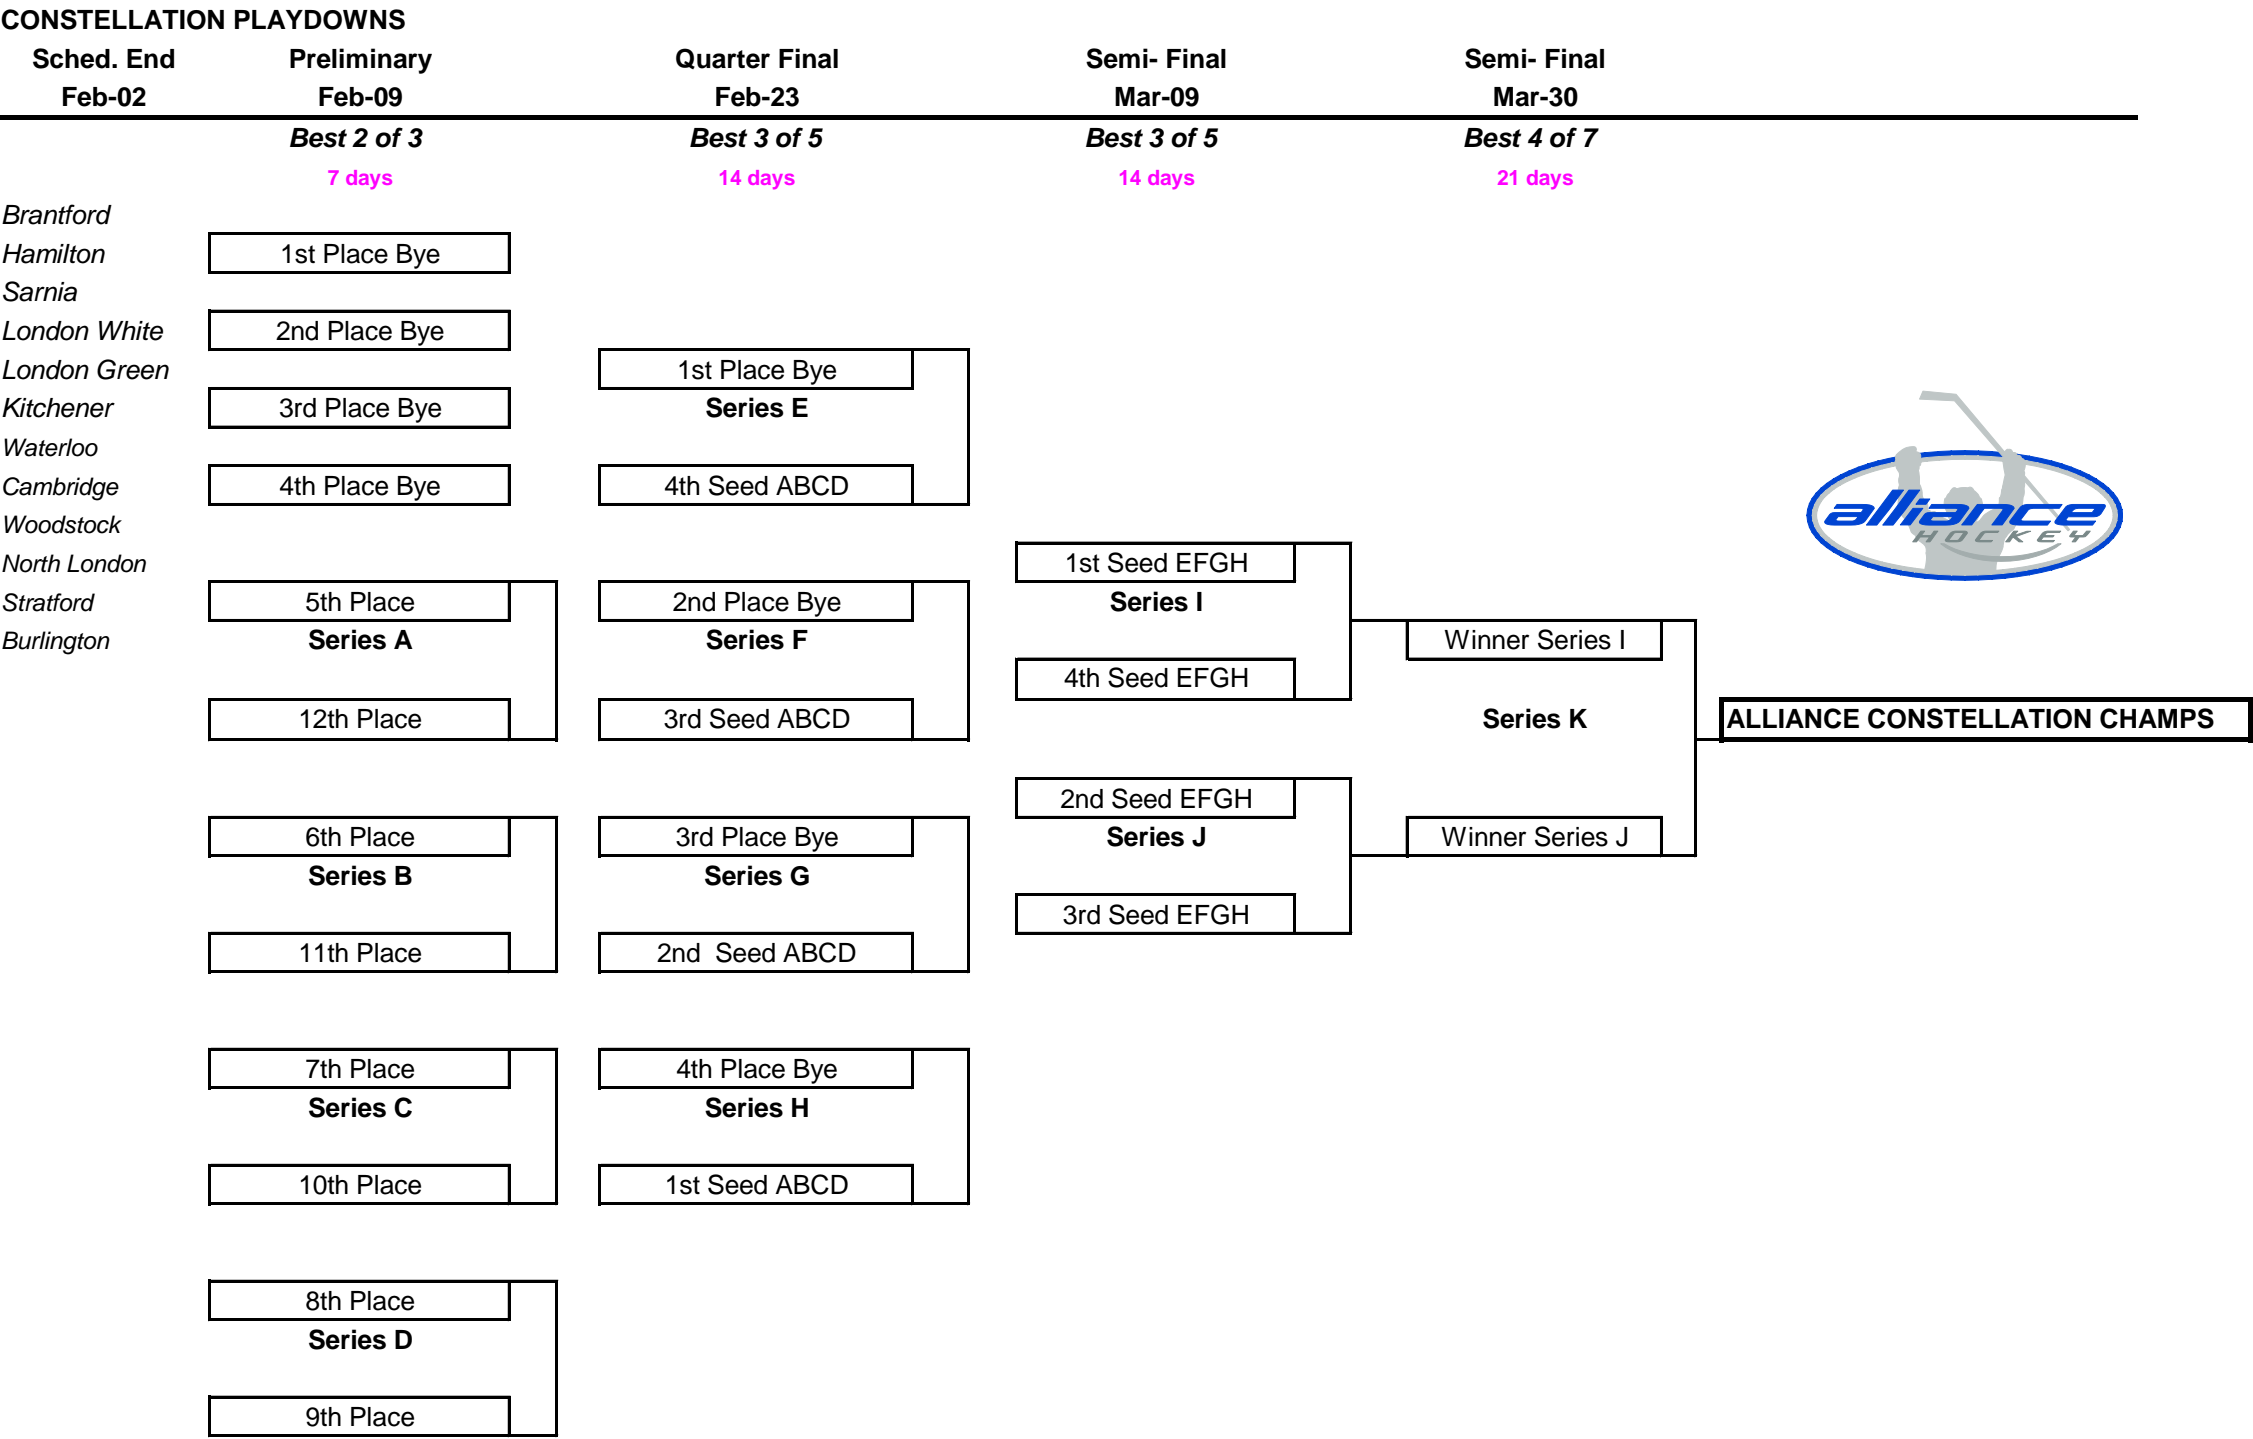 CONSTELLATION PLAYDOWNS
Sched. End Preliminary Quarter Final Semi- Final Semi- Final
Feb-02 Feb-09 Feb-23 Mar-09 Mar-30
Best 2 of 3 Best 3 of 5 Best 3 of 5 Best 4 of 7
7 days 14 days 14 days 21 days
Brantford
Hamilton 1st Place Bye
Sarnia
London White 2nd Place Bye
London Green 1st Place Bye
Kitchener 3rd Place Bye Series E
Waterloo
Cambridge 4th Place Bye 4th Seed ABCD
alliance
Woodstock
HOCKEY
North London 1st Seed EFGH
Stratford 5th Place 2nd Place Bye Series I
Burlington Series A Series F Winner Series I
4th Seed EFGH
12th Place 3rd Seed ABCD Series K ALLIANCE CONSTELLATION CHAMPS
2nd Seed EFGH
6th Place 3rd Place Bye Series J Winner Series J
Series B Series G
3rd Seed EFGH
11th Place 2nd  Seed ABCD
7th Place 4th Place Bye
Series C Series H
10th Place 1st Seed ABCD
8th Place
Series D
9th Place